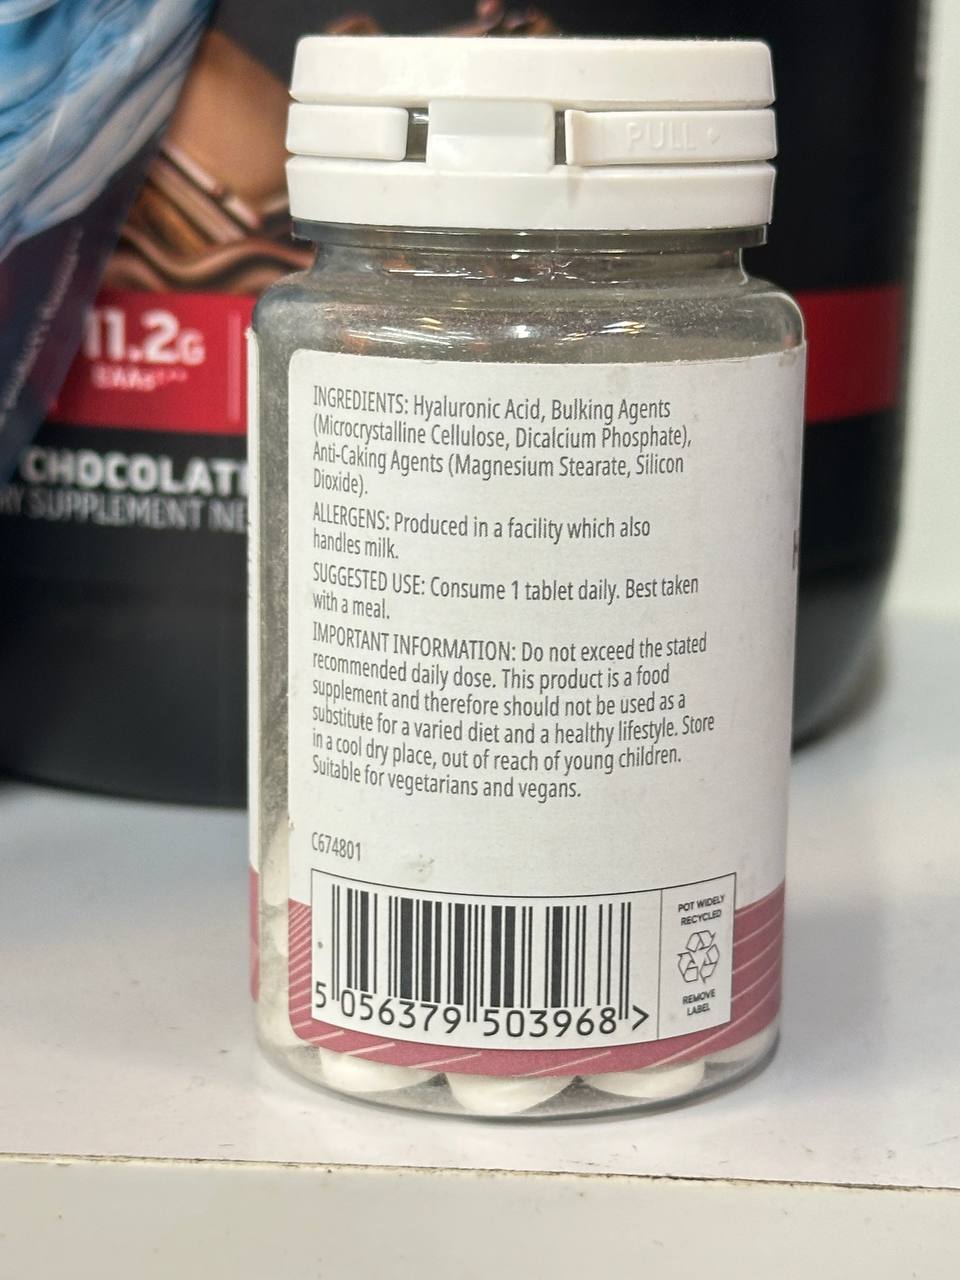 PULL >
11.2G
EAAs***
CHOCOLAT
RY SUPPLEMENT NE
INGREDIENTS: Hyaluronic Acid, Bulking Agents
(Microcrystalline Cellulose, Dicalcium Phosphate),
Anti-Caking Agents (Magnesium Stearate, Silicon
Dioxide).
ALLERGENS: Produced in a facility which also
handles milk.
SUGGESTED USE: Consume 1 tablet daily. Best taken
with a meal.
IMPORTANT INFORMATION: Do not exceed the stated
recommended daily dose. This product is a food
supplement and therefore should not be used as a
substitute for a varied diet and a healthy lifestyle. Store
in a cool dry place, out of reach of young children.
Suitable for vegetarians and vegans.
C674801
5 056379 503968 >
POT WIDELY
RECYCLED
REMOVE
LABEL